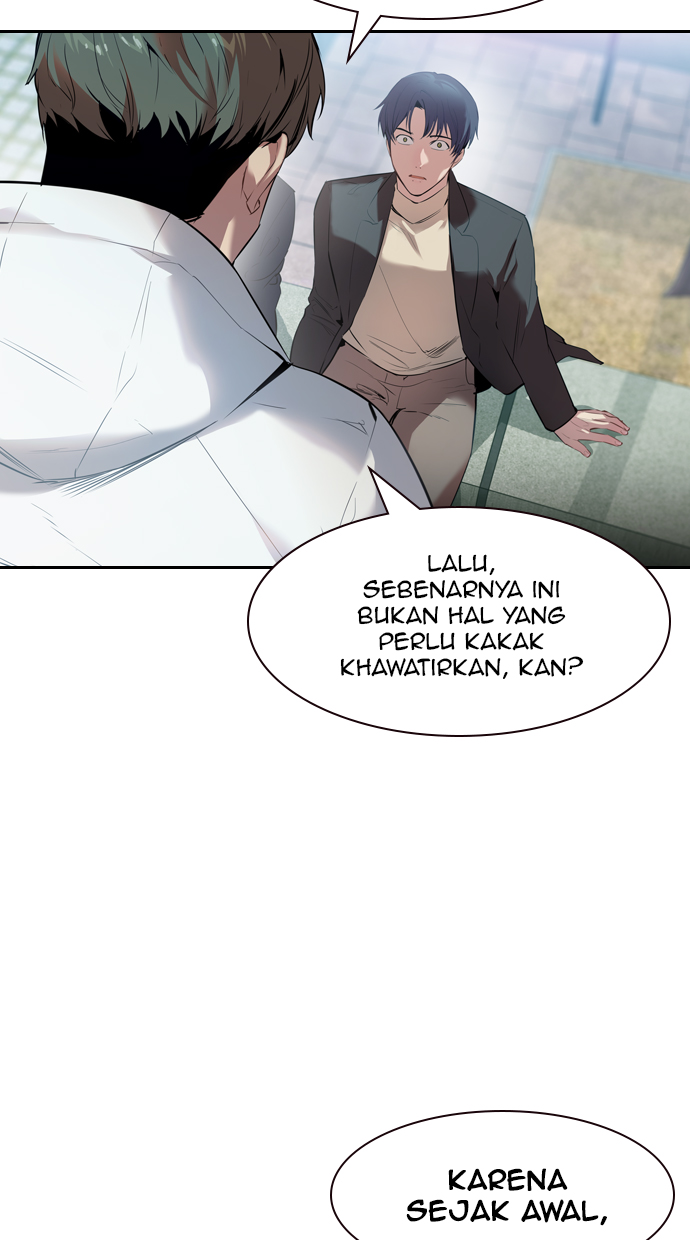 LALU,
SEBENARNYA INI
BUKAN HAL YANG
PERLU KAKAK
KHAWATIRKAN, KAN?
KARENA
SEJAK AWAL,